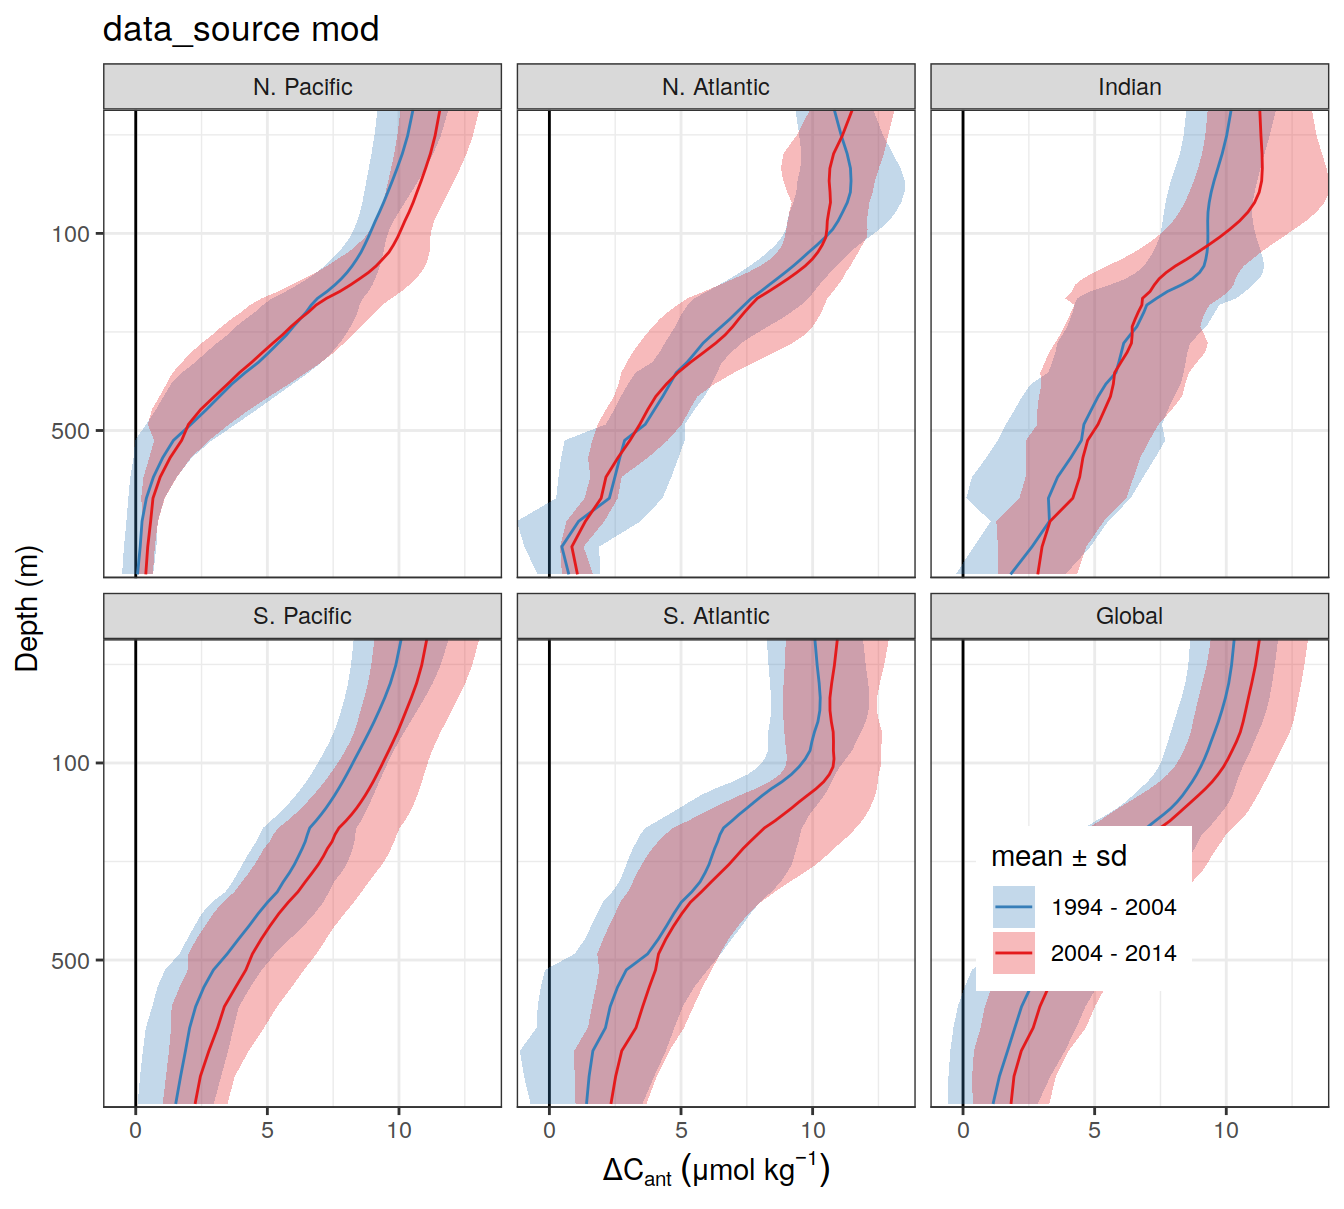 data_source mod
N. Pacific
N. Atlantic
Indian
100
500
S. Pacific
S. Atlantic
Global
100
500
Depth (m)
mean ± sd
1994 - 2004
2004 - 2014
0 5 10
0 5 10
0 5 10
ΔCant (μmol kg⁻¹)